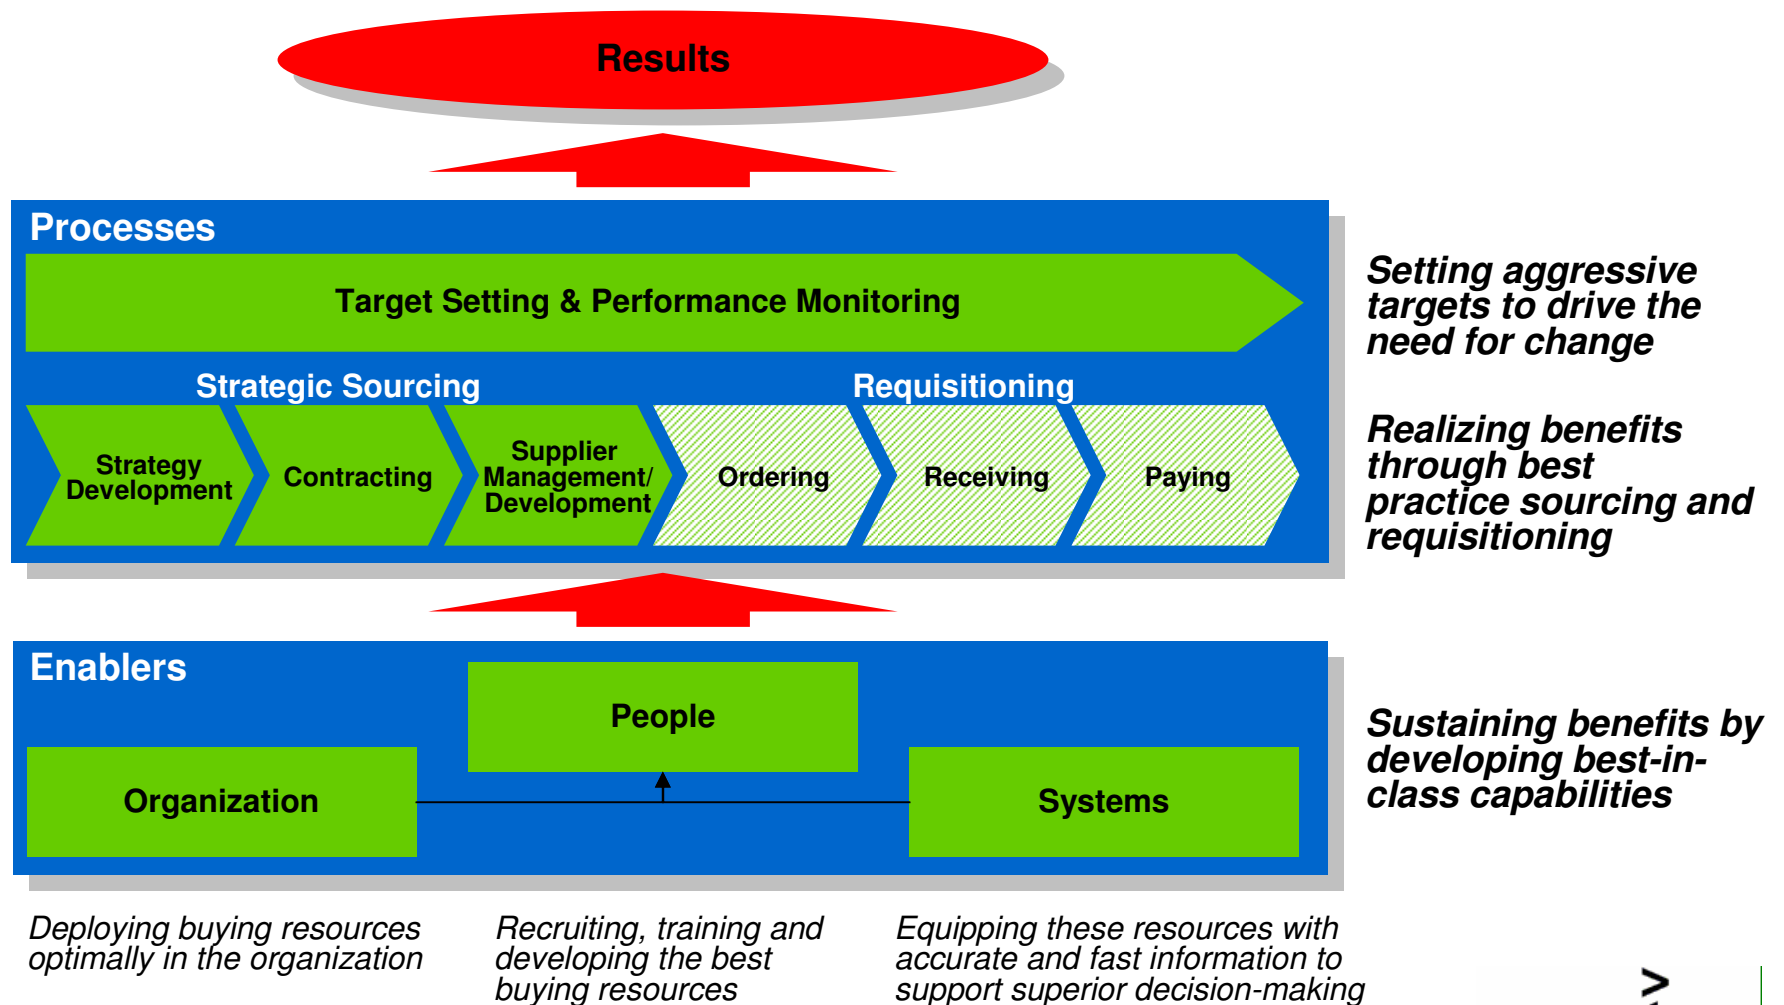 Results
Processes
Target Setting & Performance Monitoring
Setting aggressive
targets to drive the
need for change
Strategic Sourcing
Requisitioning
Strategy
Development
Contracting
Supplier
Management/
Development
Ordering
Receiving
Paying
Realizing benefits
through best
practice sourcing and
requisitioning
Enablers
People
Organization
Systems
Sustaining benefits by
developing best-in-
class capabilities
Deploying buying resources
optimally in the organization
Recruiting, training and
developing the best
buying resources
Equipping these resources with
accurate and fast information to
support superior decision-making
>